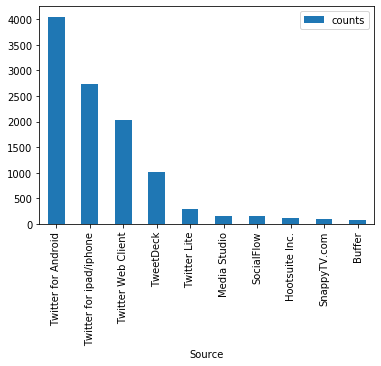 counts
4000
3500
3000
2500
2000
1500
1000
500
0
Twitter for Android
Twitter for ipad/iphone
Twitter Web Client
TweetDeck
Twitter Lite
Media Studio
SocialFlow
Hootsuite Inc.
SnappyTV.com
Buffer
Source